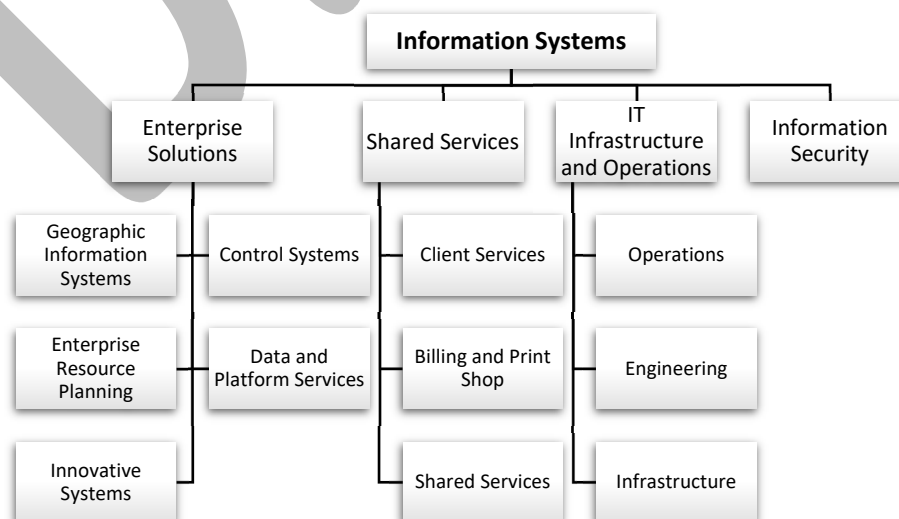 Information Systems
Enterprise
Solutions
Shared Services
IT
Infrastructure
and Operations
Information
Security
Geographic
Information
Systems
Control Systems
Client Services
Operations
Enterprise
Resource
Planning
Data and
Platform Services
Billing and Print
Shop
Engineering
Innovative
Systems
Shared Services
Infrastructure